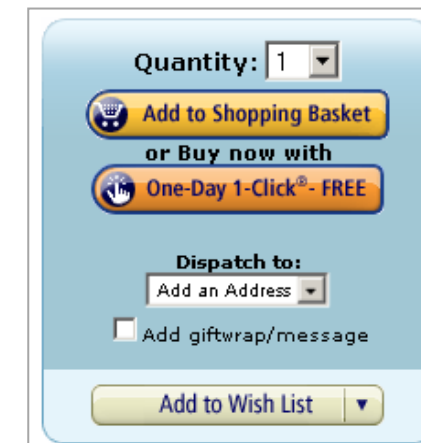 Quantity: 1
Add to Shopping Basket
or Buy now with
One-Day 1-Click®- FREE
Dispatch to:
Add an Address
Add giftwrap/message
Add to Wish List